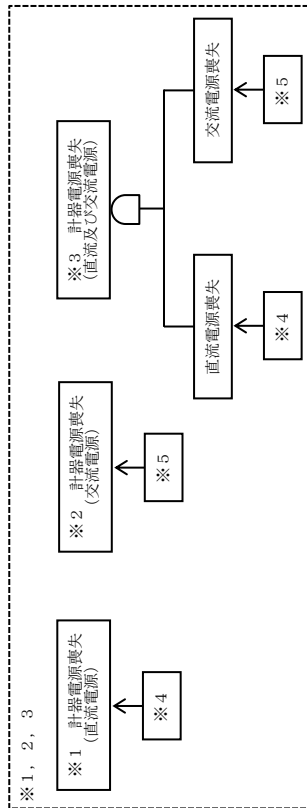 ※１，２，３
※１　計器電源喪失
（直流電源）
※４
※２　計器電源喪失
（交流電源）
※５
※３　計器電源喪失
（直流及び交流電源）
直流電源喪失
※４
交流電源喪失
※５